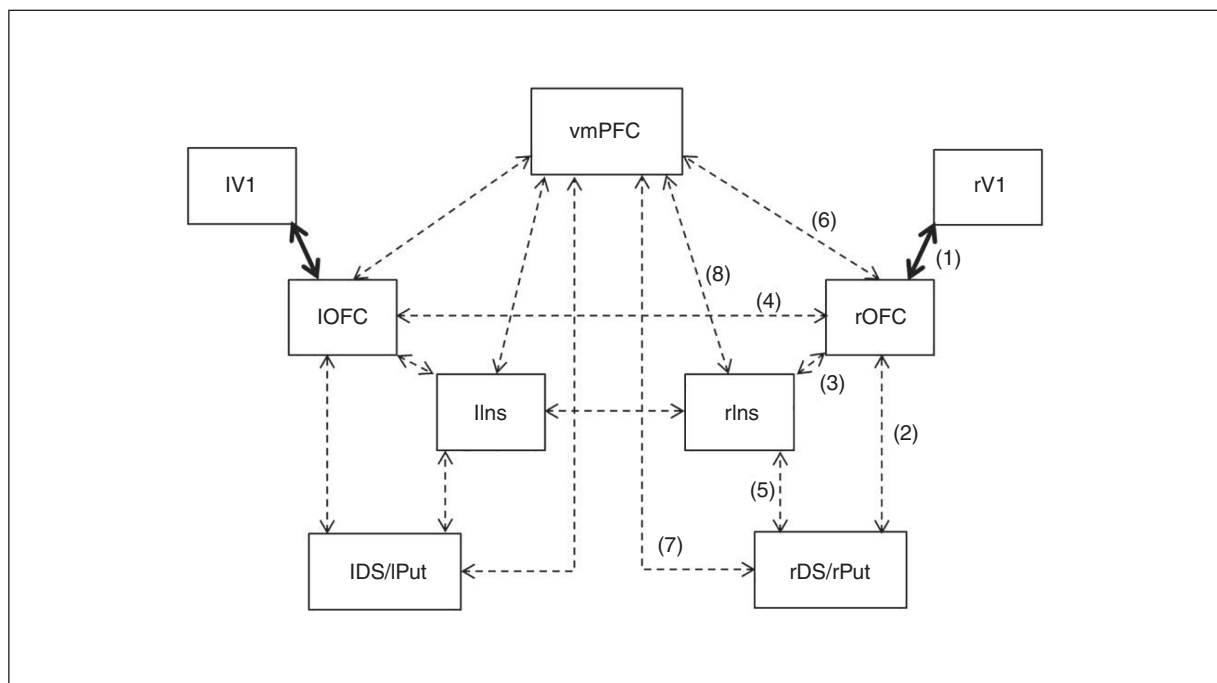 vmPFC
lV1
rV1
(6)
(1)
(8)
(4)
lOFC
rOFC
(3)
lIns
rIns
(2)
(5)
(7)
lDS/lPut
rDS/rPut